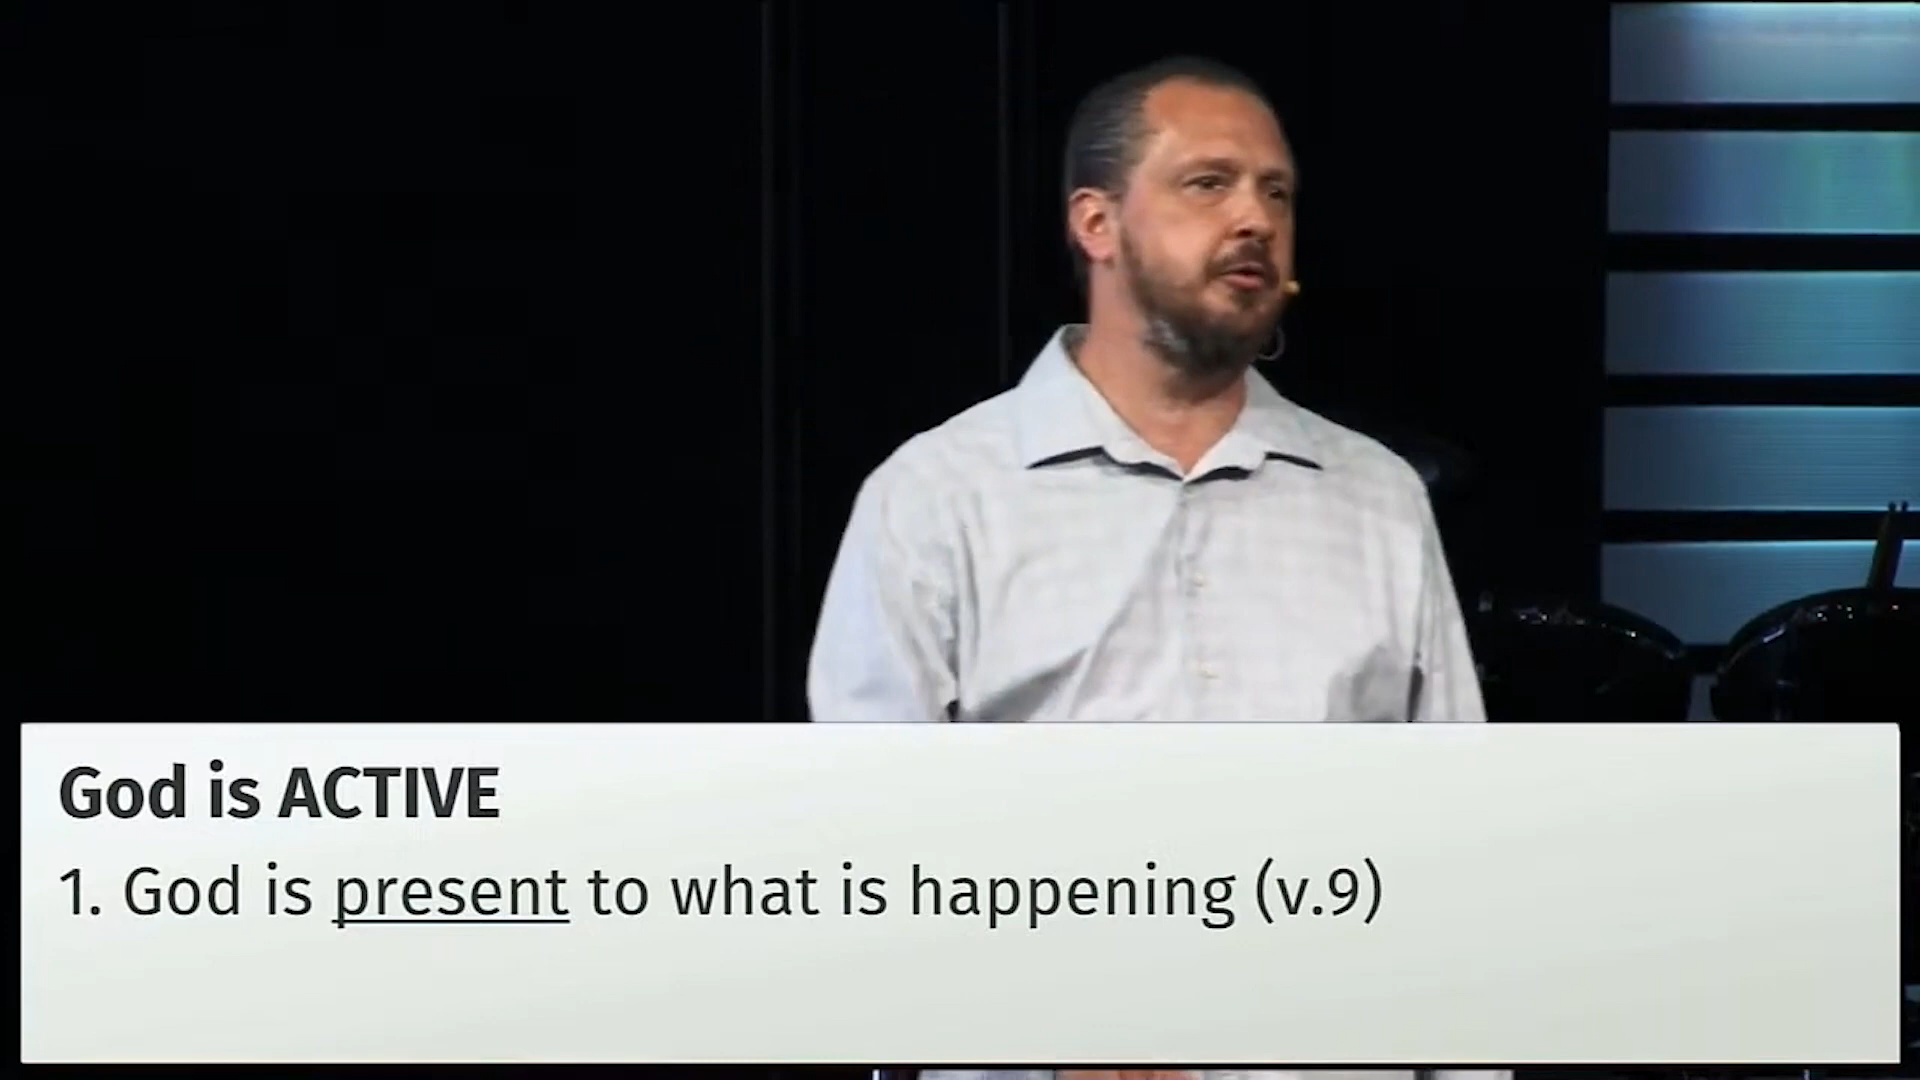 God is ACTIVE
1. God is present to what is happening (v.9)